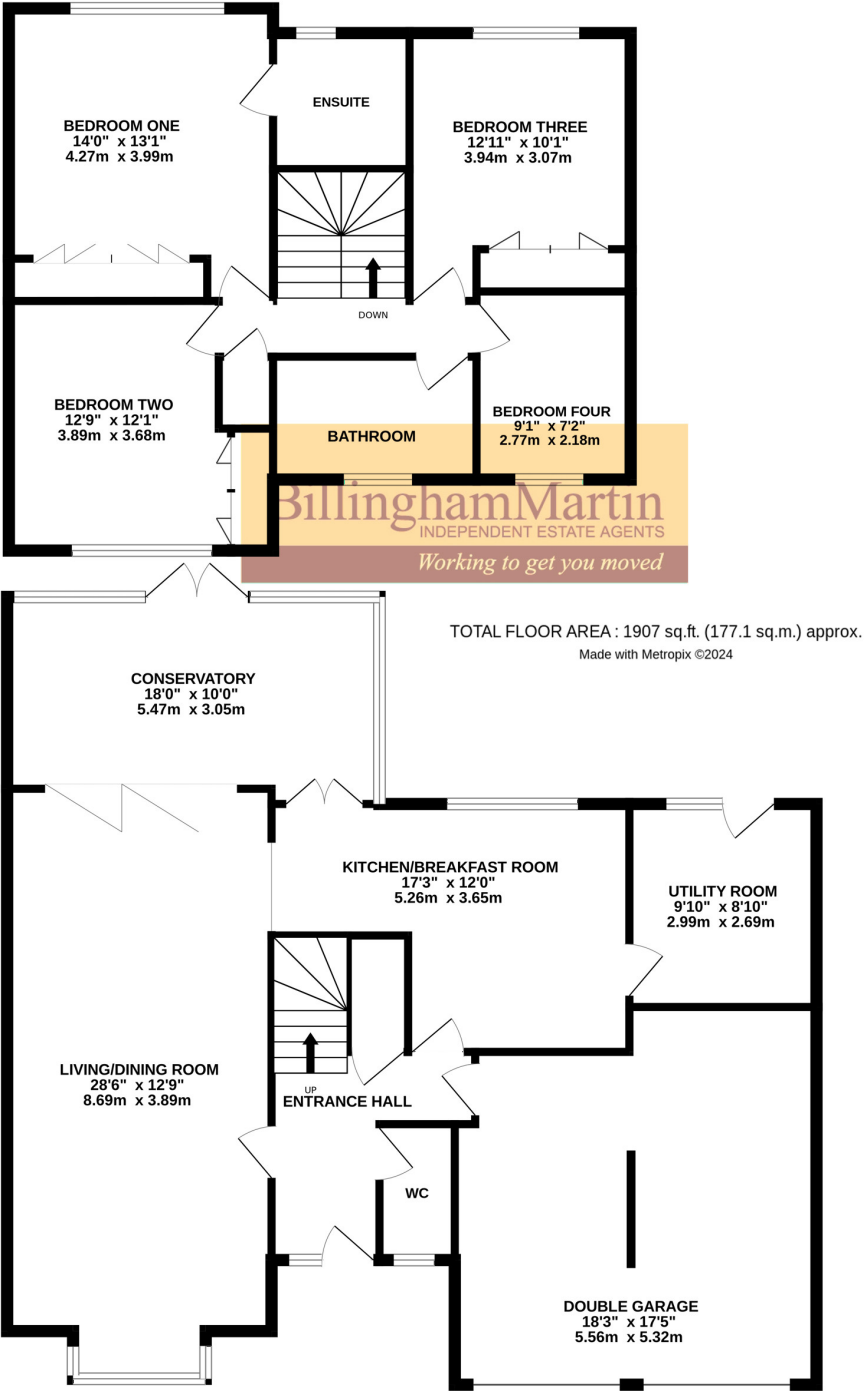 BEDROOM ONE
14'0" x 13'1"
4.27m x 3.99m
ENSUITE
BEDROOM THREE
12'11" x 10'1"
3.94m x 3.07m
DOWN
BEDROOM TWO
12'9" x 12'1"
3.89m x 3.68m
BATHROOM
BEDROOM FOUR
9'1" x 7'2"
2.77m x 2.18m
BillinghamMartin
INDEPENDENT ESTATE AGENTS
Working to get you moved
TOTAL FLOOR AREA : 1907 sq.ft. (177.1 sq.m.) approx.
Made with Metropix ©2024
CONSERVATORY
18'0" x 10'0"
5.47m x 3.05m
KITCHEN/BREAKFAST ROOM
17'3" x 12'0"
5.26m x 3.65m
UTILITY ROOM
9'10" x 8'10"
2.99m x 2.69m
LIVING/DINING ROOM
28'6" x 12'9"
8.69m x 3.89m
UP
ENTRANCE HALL
WC
DOUBLE GARAGE
18'3" x 17'5"
5.56m x 5.32m